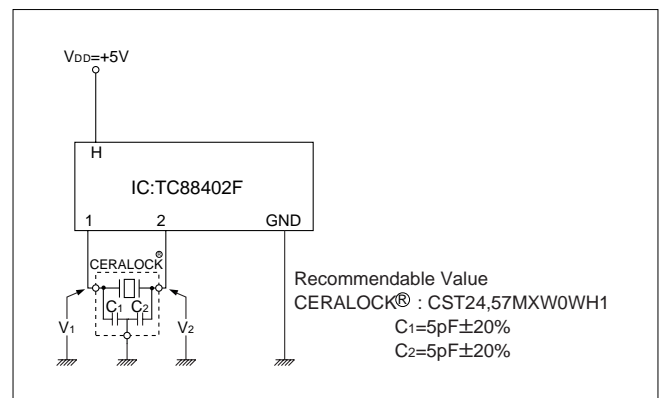 VDD=+5V
H
IC:TC88402F
1 2 GND
CERALOCK®
C1 C2
V1 V2
Recommendable Value
CERALOCK® : CST24,57MXW0WH1
C1=5pF±20%
C2=5pF±20%